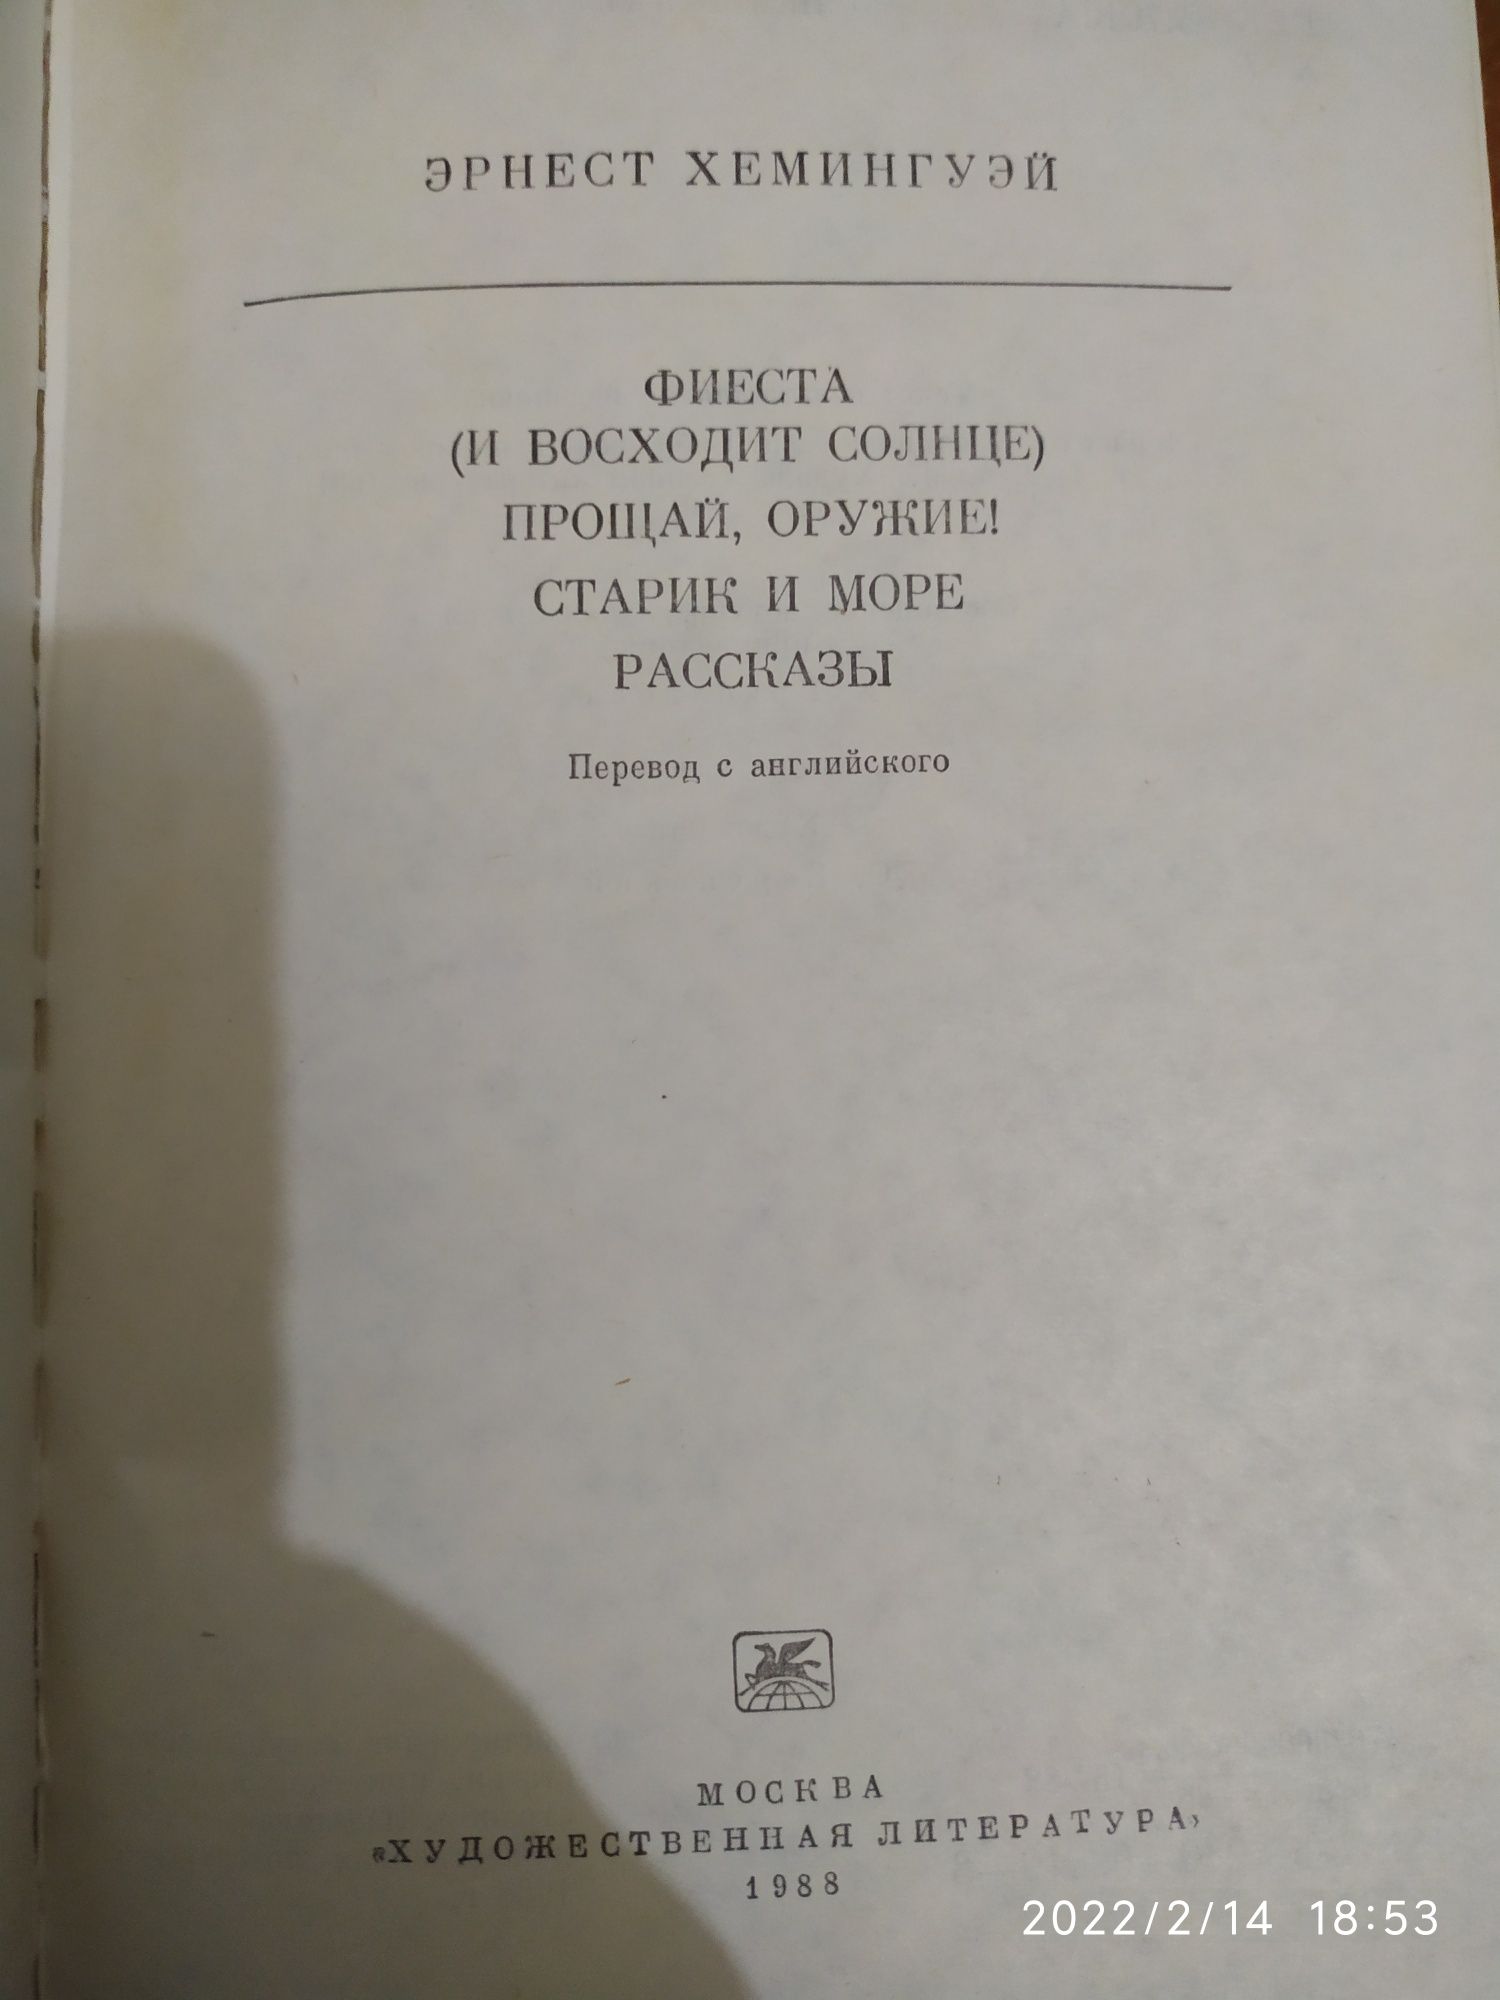 ЭРНЕСТ ХЕМИНГУЭЙ
ФИЕСТА
(И ВОСХОДИТ СОЛНЦЕ)
ПРОЩАЙ, ОРУЖИЕ!
СТАРИК И МОРЕ
РАССКАЗЫ
Перевод с английского
МОСКВА
«ХУДОЖЕСТВЕННАЯ ЛИТЕРАТУРА»
1988
2022/2/14 18:53